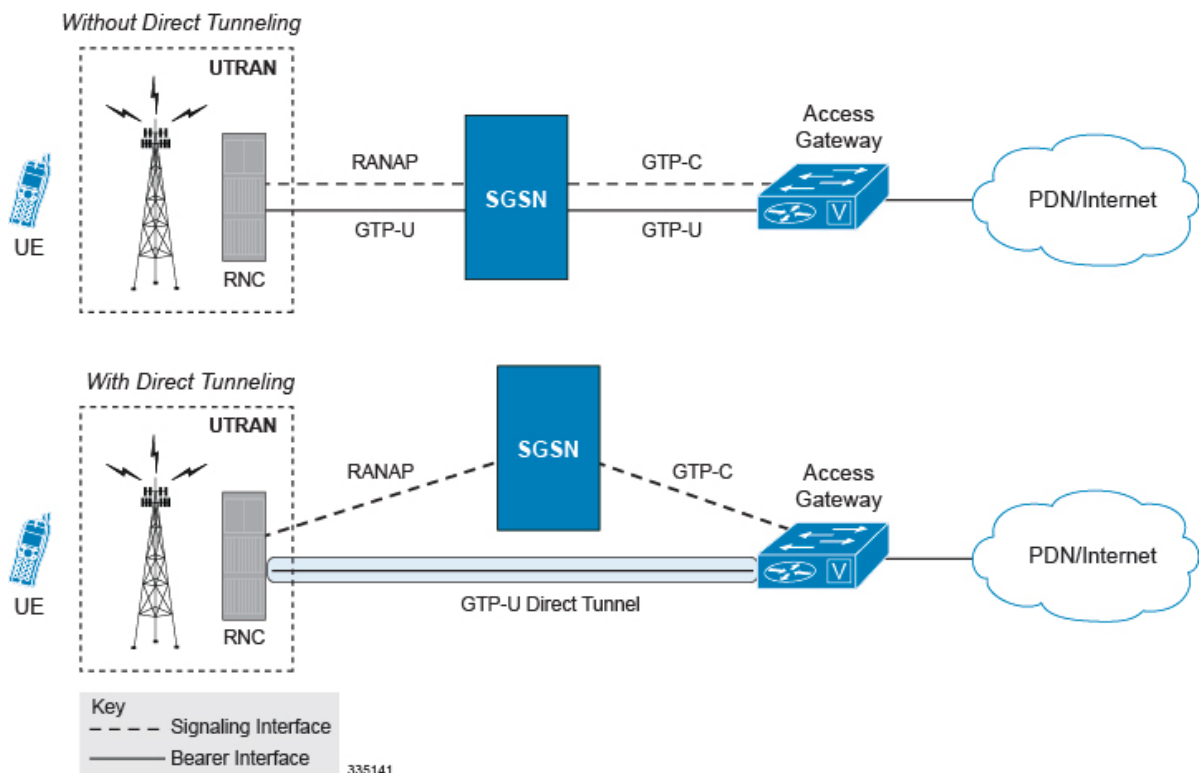 Without Direct Tunneling
UTRAN
UE
RNC
RANAP
GTP-U
SGSN
GTP-C
GTP-U
Access
Gateway
V
PDN/Internet
With Direct Tunneling
UTRAN
UE
RNC
RANAP
SGSN
GTP-C
Access
Gateway
V
GTP-U Direct Tunnel
PDN/Internet
Key
Signaling Interface
Bearer Interface
335141